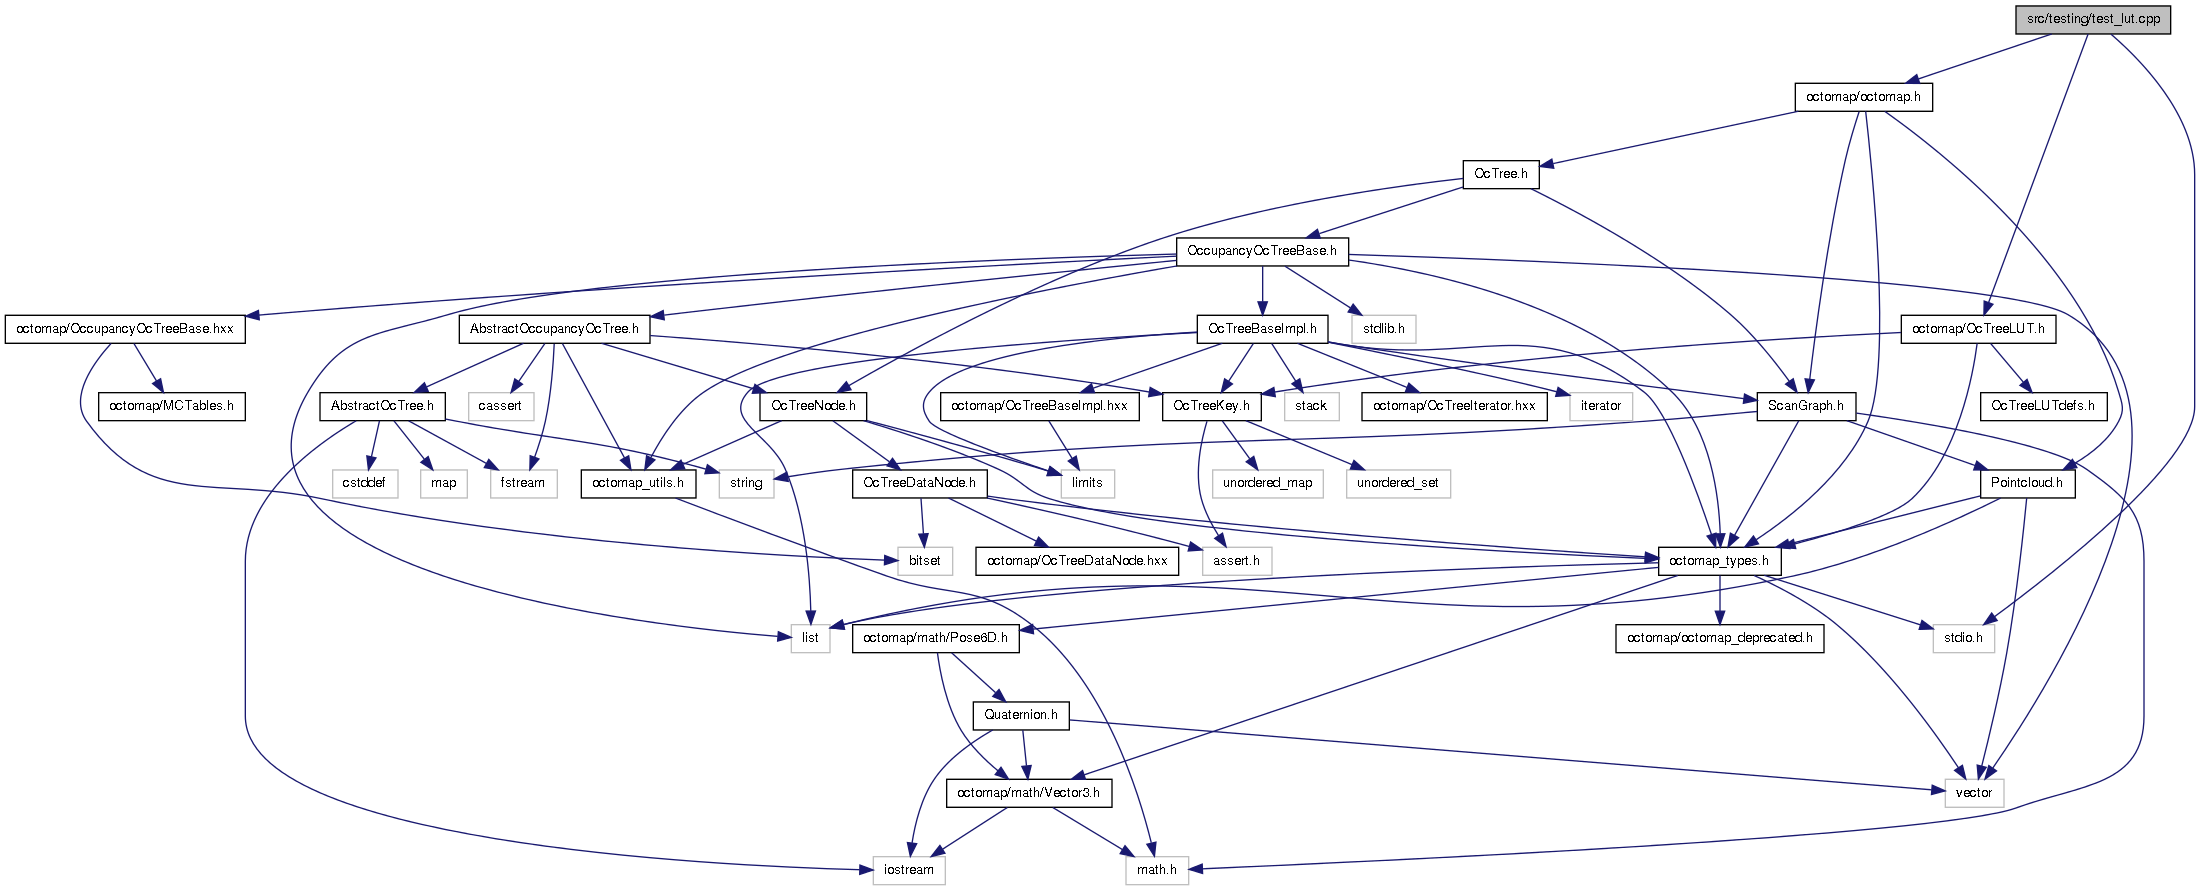 src/testing/test_lut.cpp
octomap/octomap.h
OcTree.h
OccupancyOcTreeBase.h
octomap/OccupancyOcTreeBase.hxx
AbstractOccupancyOcTree.h
OcTreeBaseImpl.h
stdlib.h
octomap/OcTreeLUT.h
octomap/MCTables.h
AbstractOcTree.h
cassert
OcTreeNode.h
octomap/OcTreeBaseImpl.hxx
OcTreeKey.h
stack
octomap/OcTreeIterator.hxx
iterator
ScanGraph.h
OcTreeLUTdefs.h
cstddef
map
fstream
octomap_utils.h
string
OcTreeDataNode.h
limits
unordered_map
unordered_set
Pointcloud.h
bitset
octomap/OcTreeDataNode.hxx
assert.h
octomap_types.h
list
octomap/math/Pose6D.h
octomap/octomap_deprecated.h
stdio.h
Quaternion.h
octomap/math/Vector3.h
vector
iostream
math.h